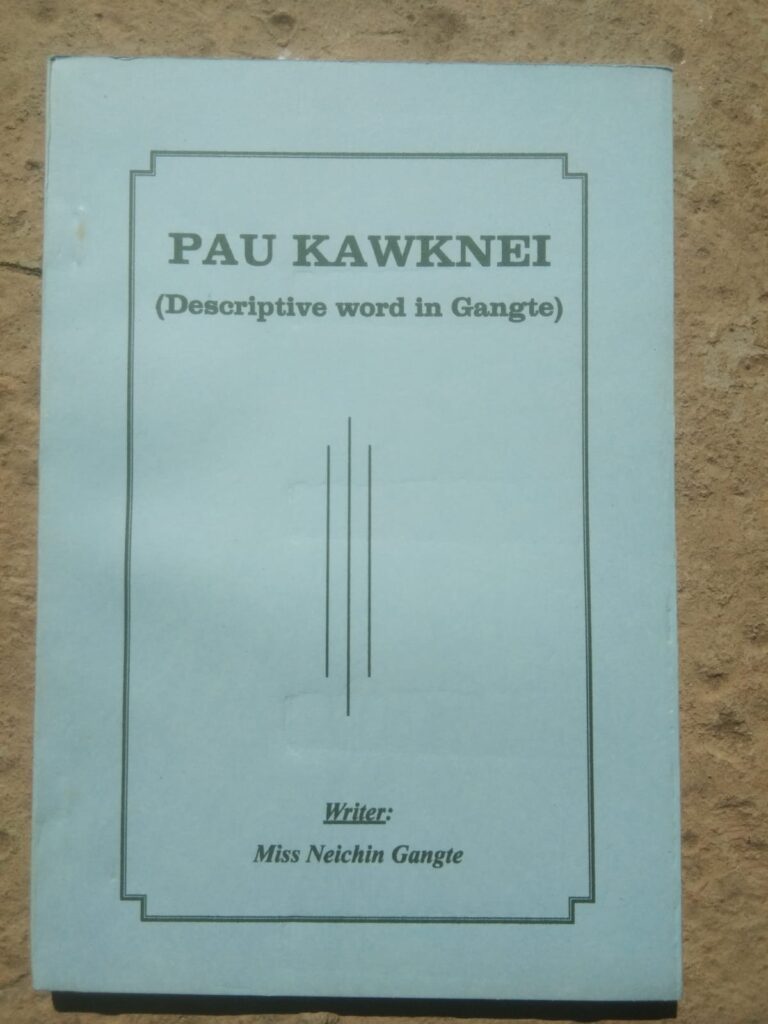 PAU KAWKNEI
(Descriptive word in Gangte)
Writer:
Miss Neichin Gangte